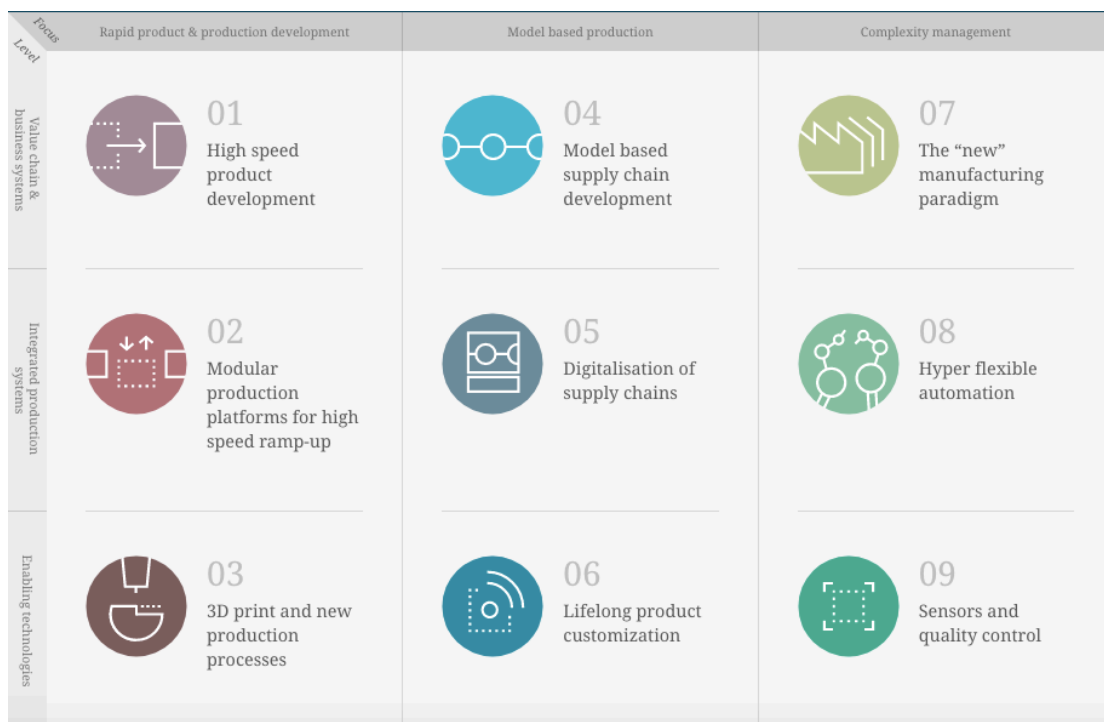 Focus
Level
Rapid product & production development
Model based production
Complexity management
Value chain &
business systems
01
High speed
product
development
04
Model based
supply chain
development
07
The “new”
manufacturing
paradigm
Integrated production
systems
02
Modular
production
platforms for high
speed ramp-up
05
Digitalisation of
supply chains
08
Hyper flexible
automation
Enabling technologies
03
3D print and new
production
processes
06
Lifelong product
customization
09
Sensors and
quality control